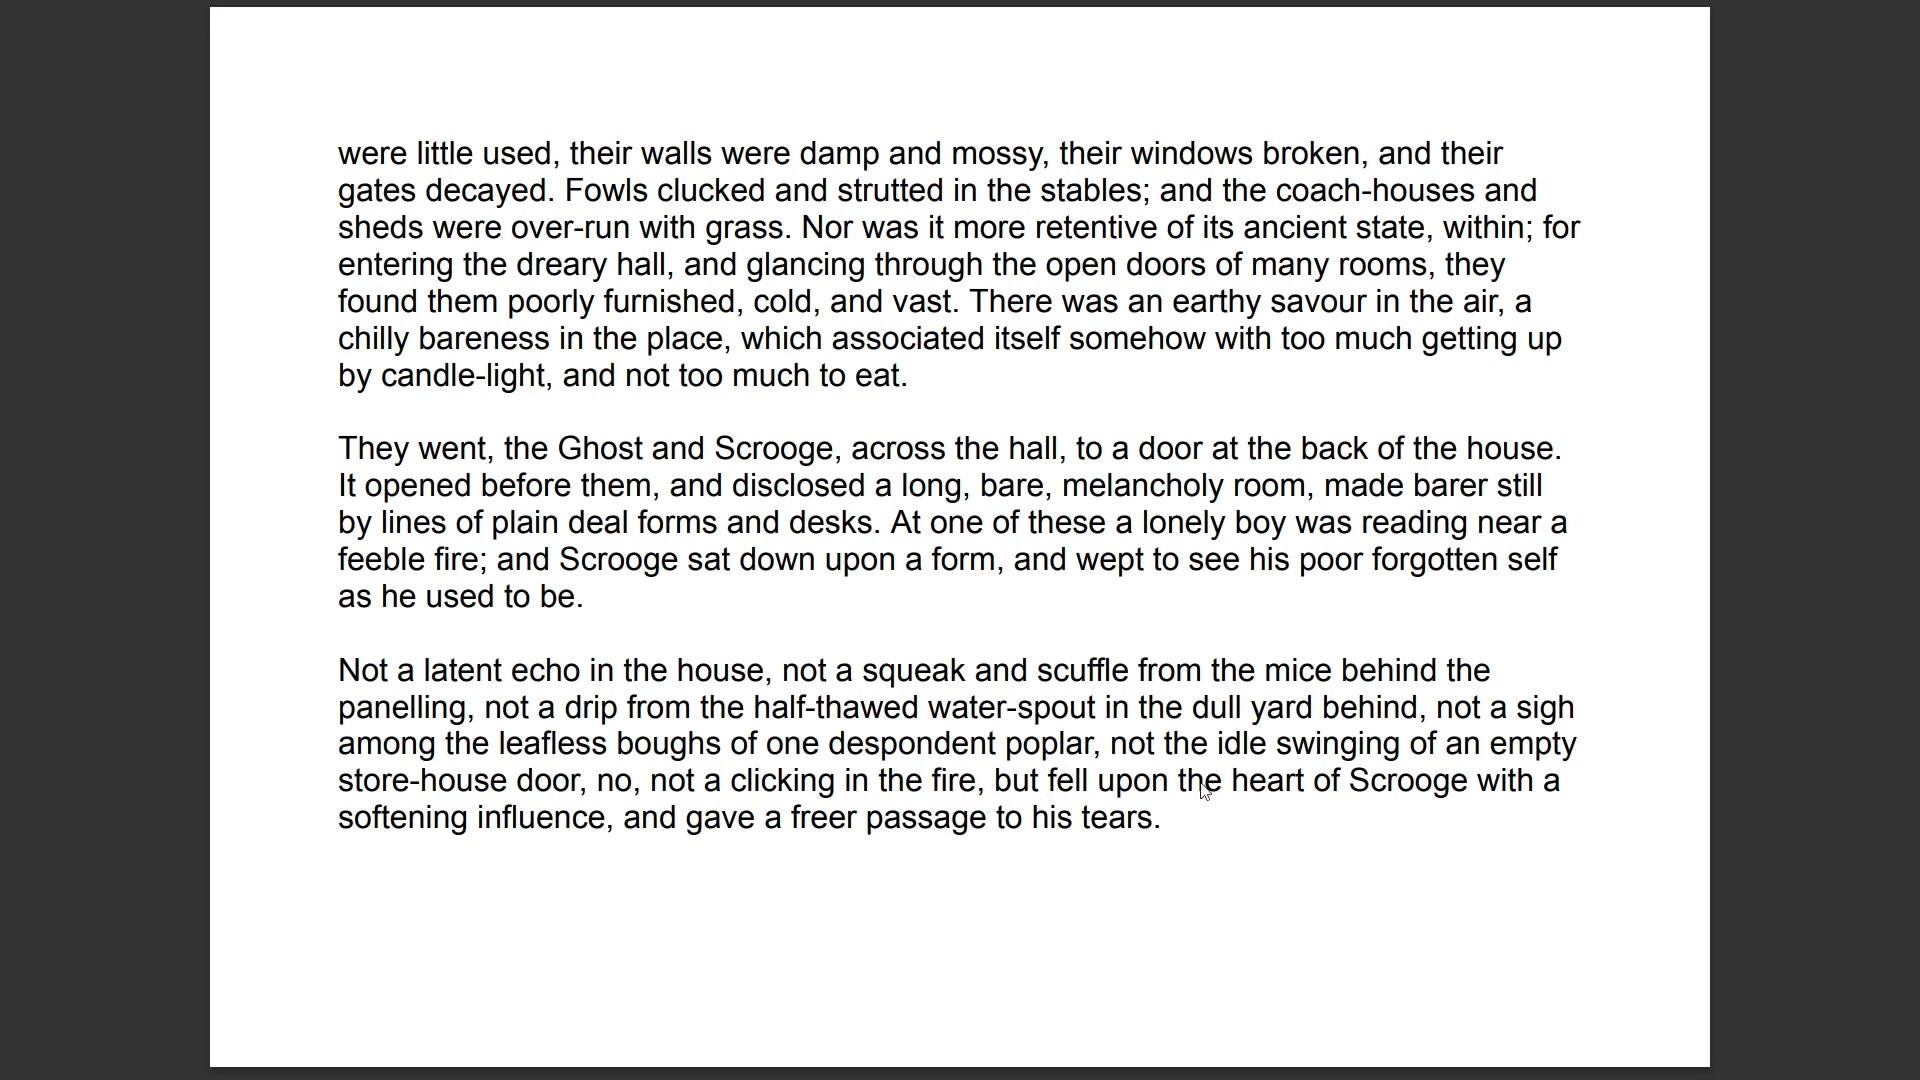 were little used, their walls were damp and mossy, their windows broken, and their
gates decayed. Fowls clucked and strutted in the stables; and the coach-houses and
sheds were over-run with grass. Nor was it more retentive of its ancient state, within; for
entering the dreary hall, and glancing through the open doors of many rooms, they
found them poorly furnished, cold, and vast. There was an earthy savour in the air, a
chilly bareness in the place, which associated itself somehow with too much getting up
by candle-light, and not too much to eat.
They went, the Ghost and Scrooge, across the hall, to a door at the back of the house.
It opened before them, and disclosed a long, bare, melancholy room, made barer still
by lines of plain deal forms and desks. At one of these a lonely boy was reading near a
feeble fire; and Scrooge sat down upon a form, and wept to see his poor forgotten self
as he used to be.
Not a latent echo in the house, not a squeak and scuffle from the mice behind the
panelling, not a drip from the half-thawed water-spout in the dull yard behind, not a sigh
among the leafless boughs of one despondent poplar, not the idle swinging of an empty
store-house door, no, not a clicking in the fire, but fell upon the heart of Scrooge with a
softening influence, and gave a freer passage to his tears.